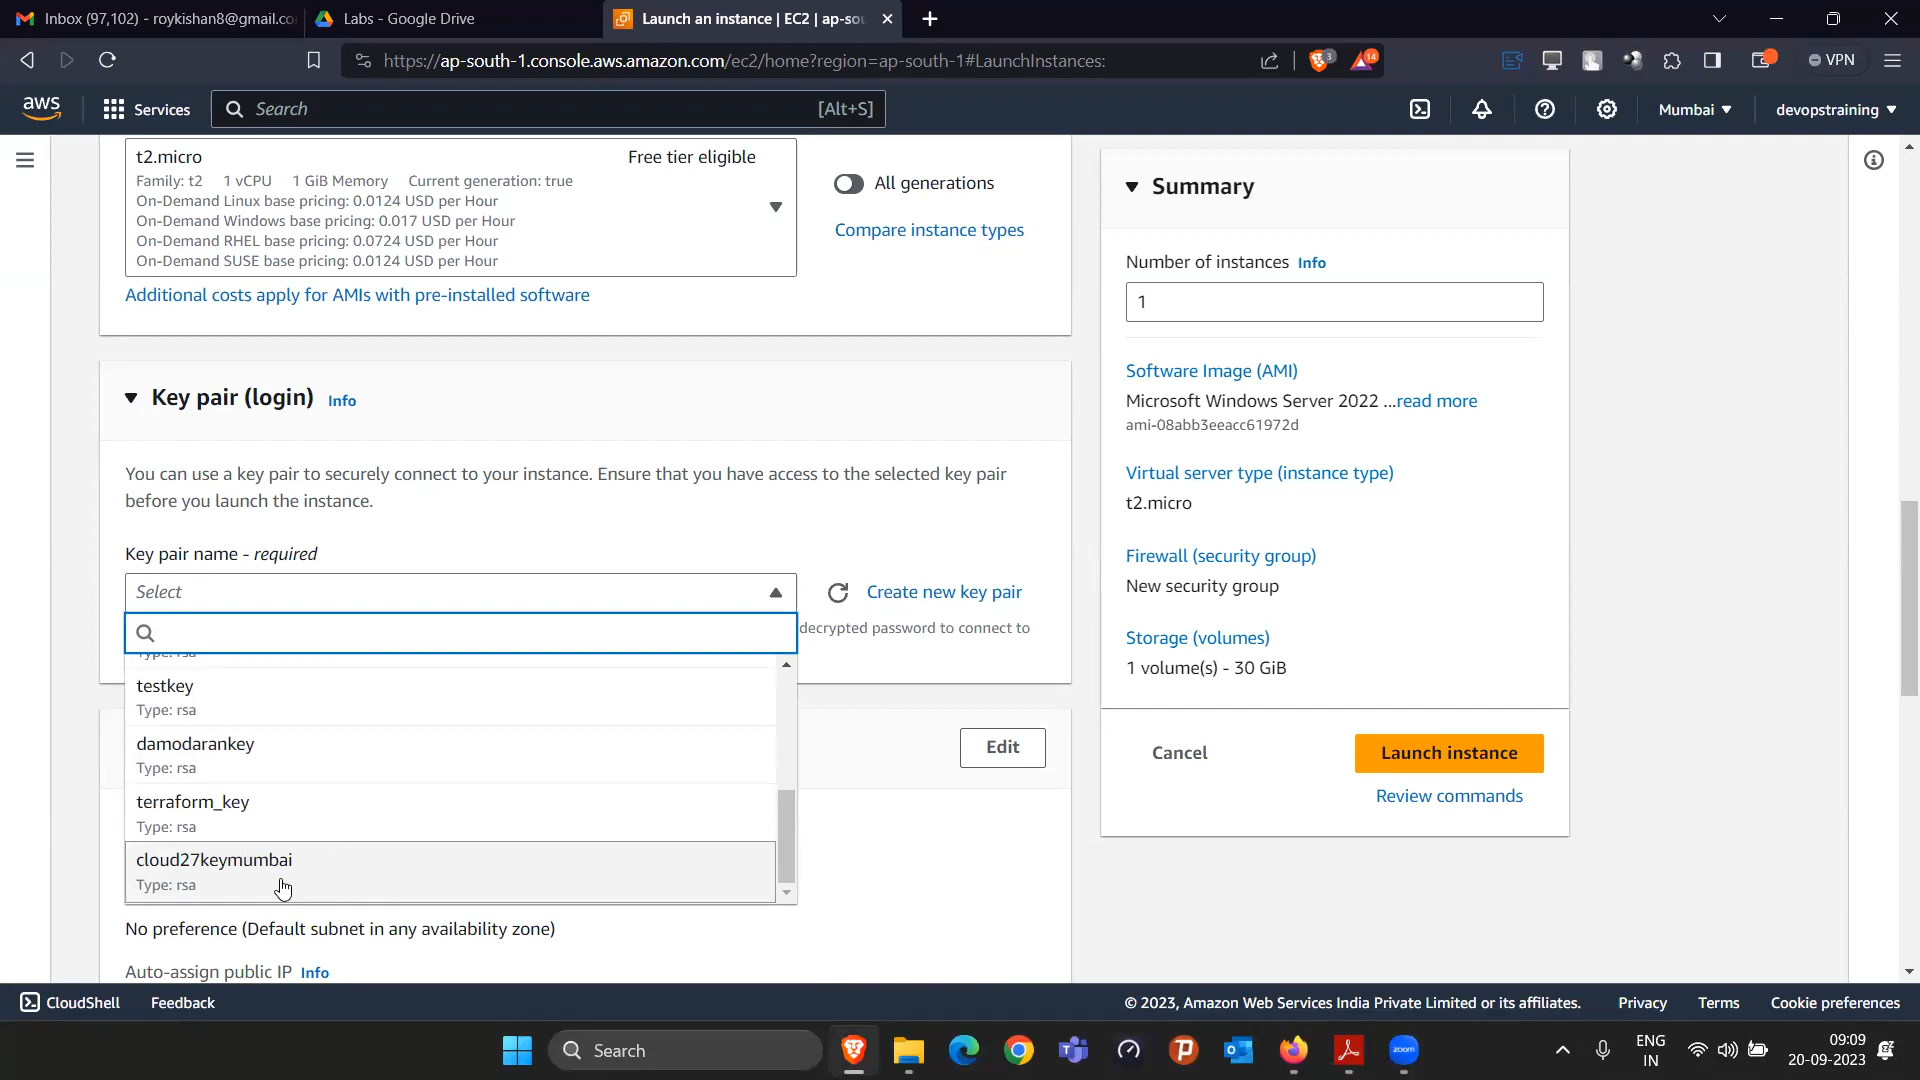 Inbox (97,102) - roykishan8@gmail.co
Labs - Google Drive
Launch an instance | EC2 | ap-so
https://ap-south-1.console.aws.amazon.com/ec2/home?region=ap-south-1#LaunchInstances:
3
14
VPN
aws
Services
Search
[Alt+S]
Mumbai
devopstraining
t2.micro
Free tier eligible
Family: t2 1 vCPU 1 GiB Memory Current generation: true
On-Demand Linux base pricing: 0.0124 USD per Hour
On-Demand Windows base pricing: 0.017 USD per Hour
On-Demand RHEL base pricing: 0.0724 USD per Hour
On-Demand SUSE base pricing: 0.0124 USD per Hour
All generations
Compare instance types
Additional costs apply for AMIs with pre-installed software
Key pair (login) Info
You can use a key pair to securely connect to your instance. Ensure that you have access to the selected key pair
before you launch the instance.
Key pair name - required
Select
Create new key pair
decrypted password to connect to
Type: rsa
testkey
Type: rsa
damodarankey
Type: rsa
terraform_key
Type: rsa
cloud27keymumbai
Type: rsa
Edit
No preference (Default subnet in any availability zone)
Auto-assign public IP Info
Summary
Number of instances Info
1
Software Image (AMI)
Microsoft Windows Server 2022 ...read more
ami-08abb3eeacc61972d
Virtual server type (instance type)
t2.micro
Firewall (security group)
New security group
Storage (volumes)
1 volume(s) - 30 GiB
Cancel
Launch instance
Review commands
CloudShell
Feedback
© 2023, Amazon Web Services India Private Limited or its affiliates.
Privacy
Terms
Cookie preferences
Search
zoom
ENG
IN
09:09
20-09-2023